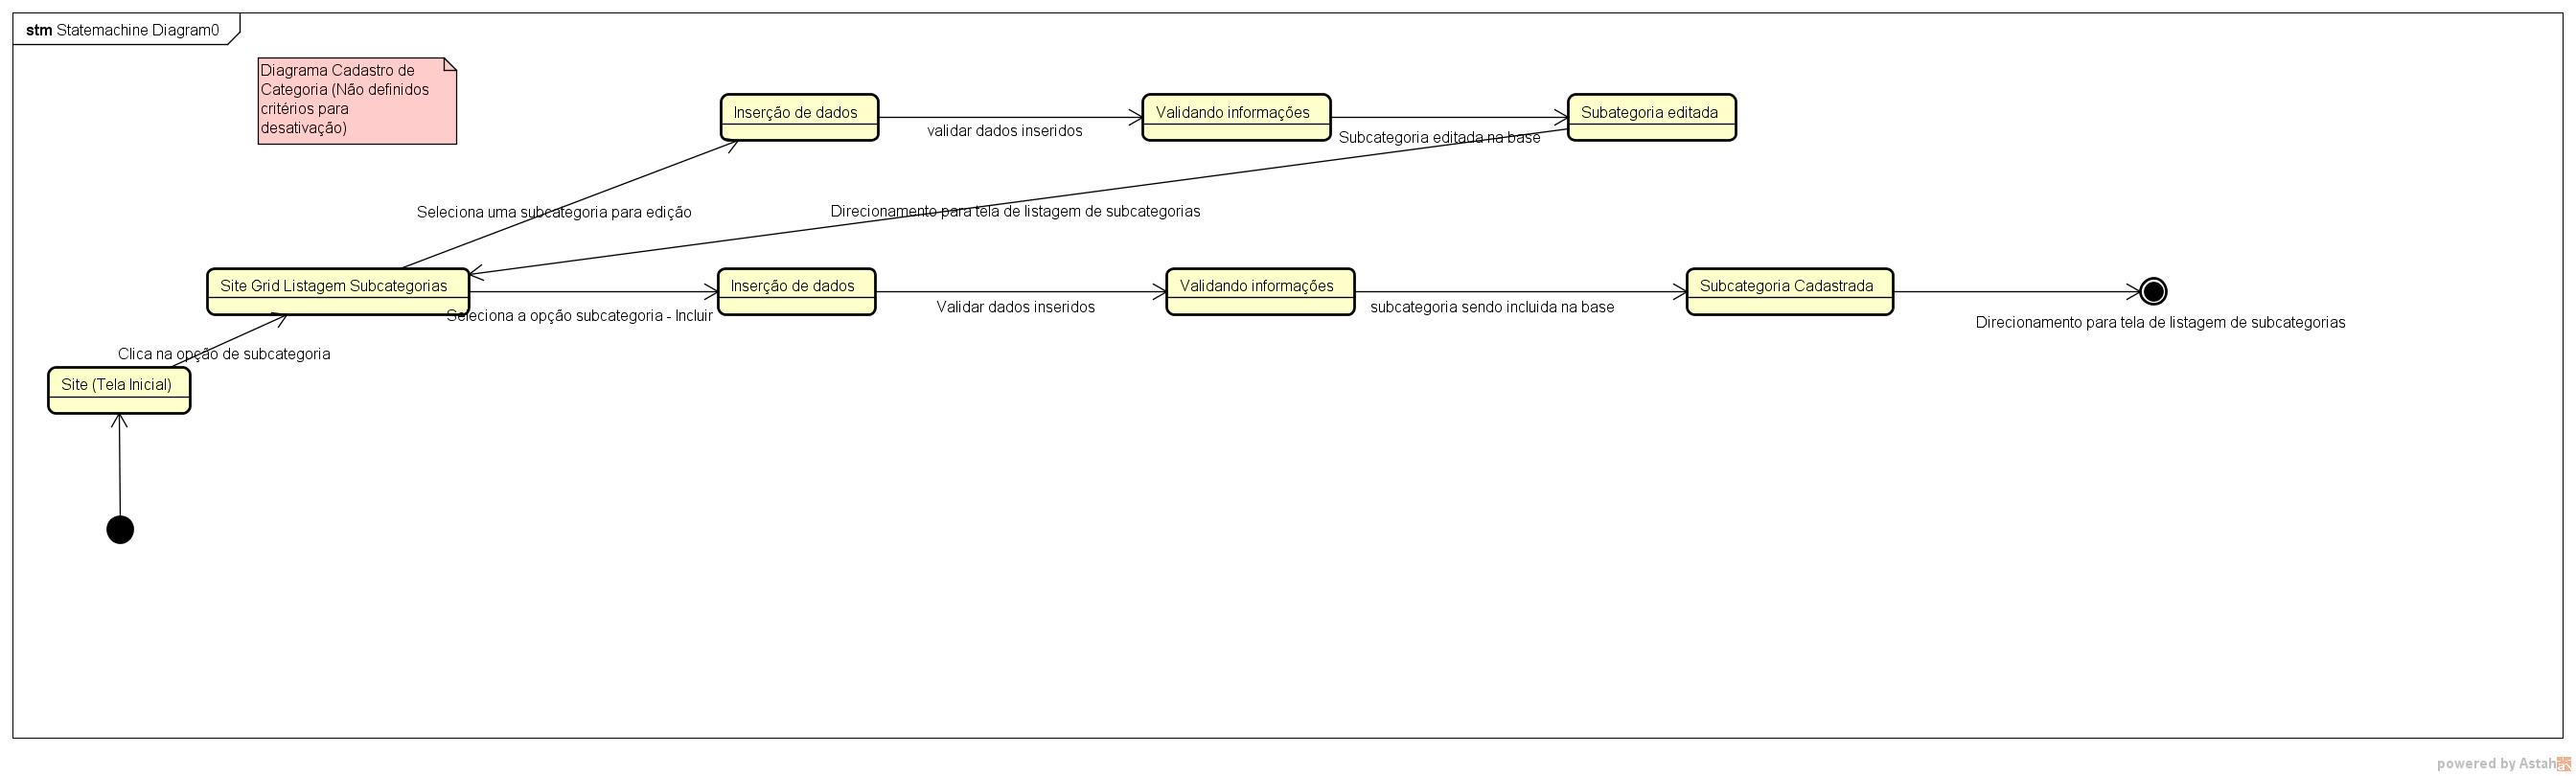 stm Statemachine Diagram0
Diagrama Cadastro de
Categoria (Não definidos
critérios para
desativação)
Inserção de dados
validar dados inseridos
Validando informações
Subcategoria editada na base
Subategoria editada
Seleciona uma subcategoria para edição
Direcionamento para tela de listagem de subcategorias
Site Grid Listagem Subcategorias
Seleciona a opção subcategoria - Incluir
Inserção de dados
Validar dados inseridos
Validando informações
subcategoria sendo incluida na base
Subcategoria Cadastrada
Direcionamento para tela de listagem de subcategorias
Clica na opção de subcategoria
Site (Tela Inicial)
powered by Astah